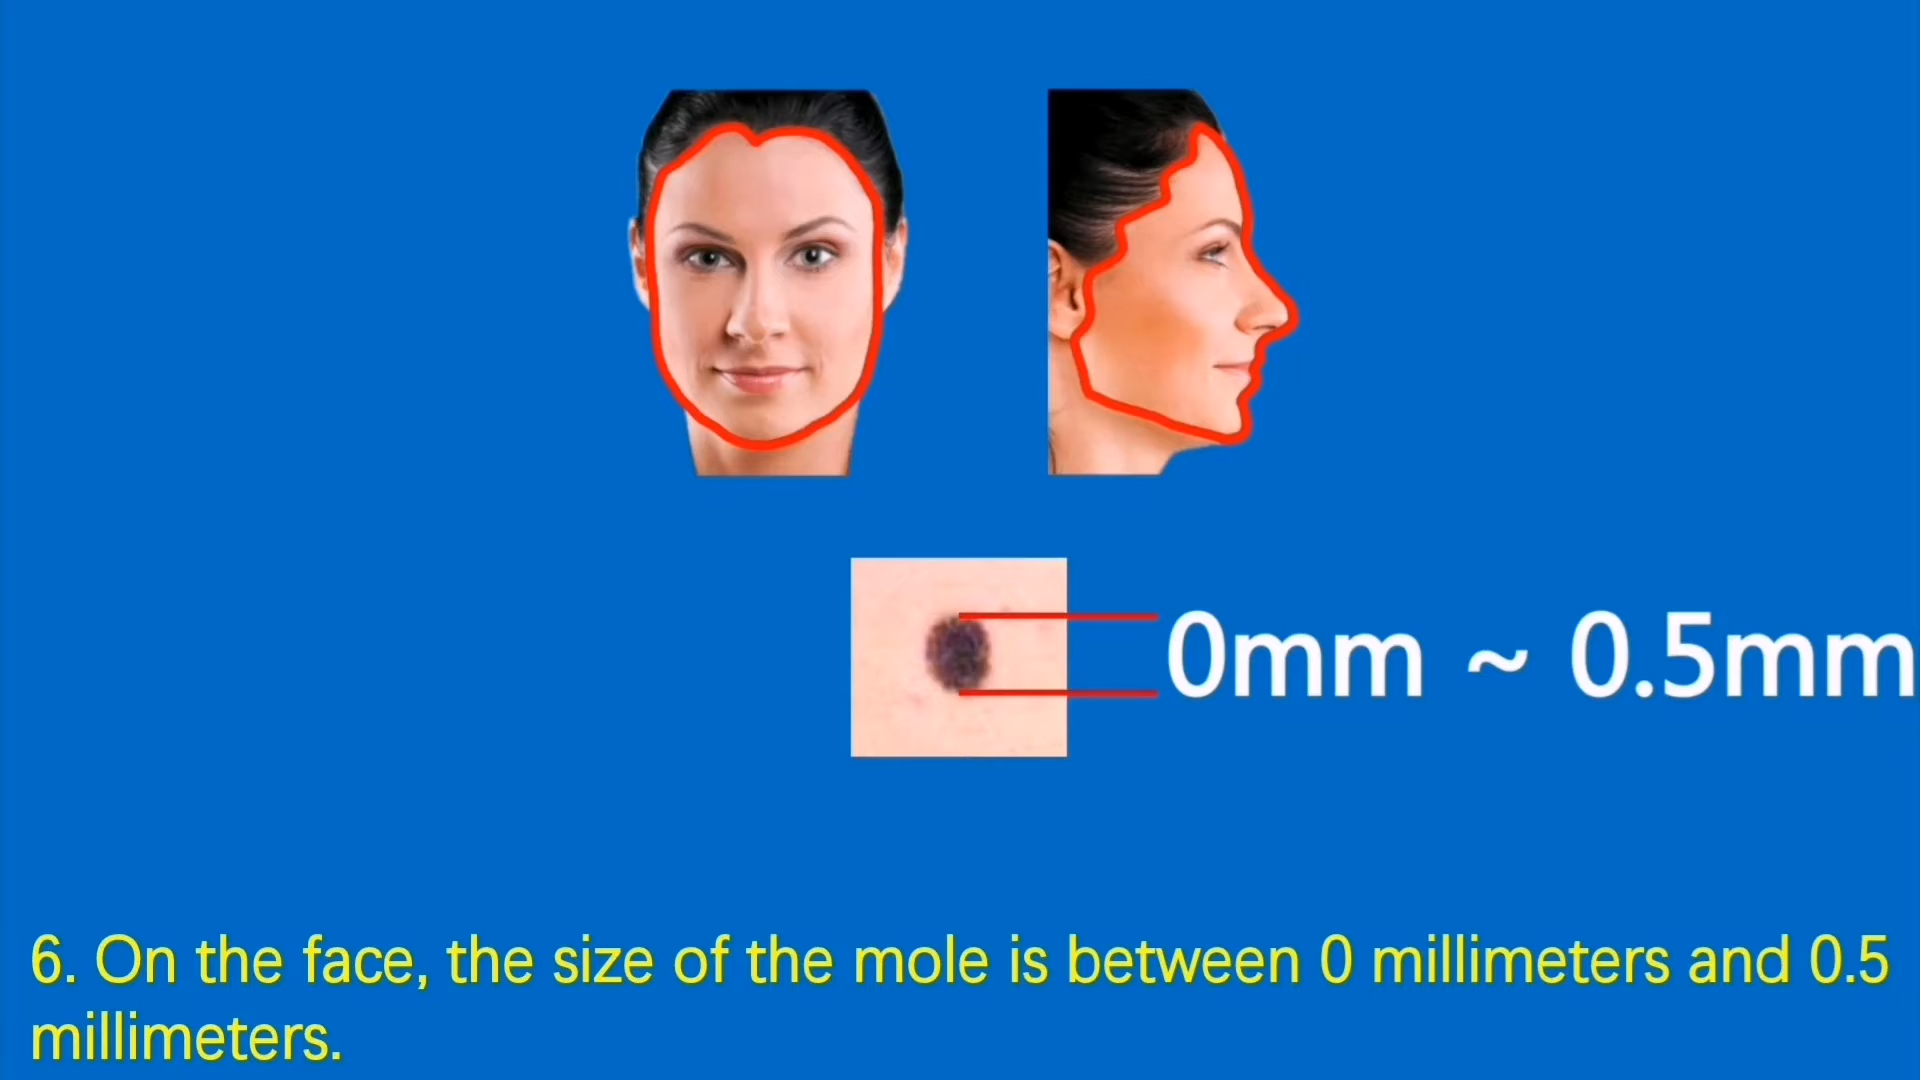 0mm ~ 0.5mm
6. On the face, the size of the mole is between 0 millimeters and 0.5
millimeters.